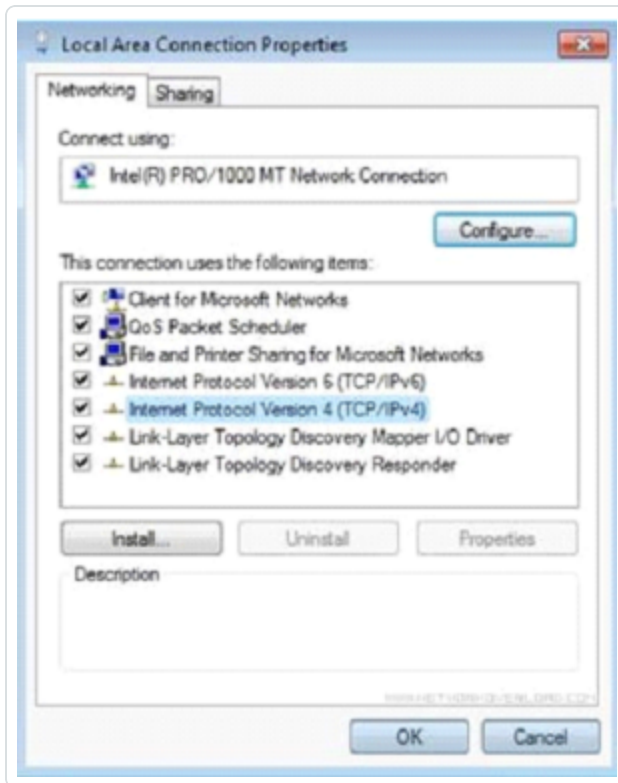 Local Area Connection Properties
Networking
Sharing
Connect using:
Intel(R) PRO/1000 MT Network Connection
Configure...
This connection uses the following items:
Client for Microsoft Networks
QoS Packet Scheduler
File and Printer Sharing for Microsoft Networks
Internet Protocol Version 6 (TCP/IPv6)
Internet Protocol Version 4 (TCP/IPv4)
Link-Layer Topology Discovery Mapper I/O Driver
Link-Layer Topology Discovery Responder
Install...
Uninstall
Properties
Description
OK
Cancel